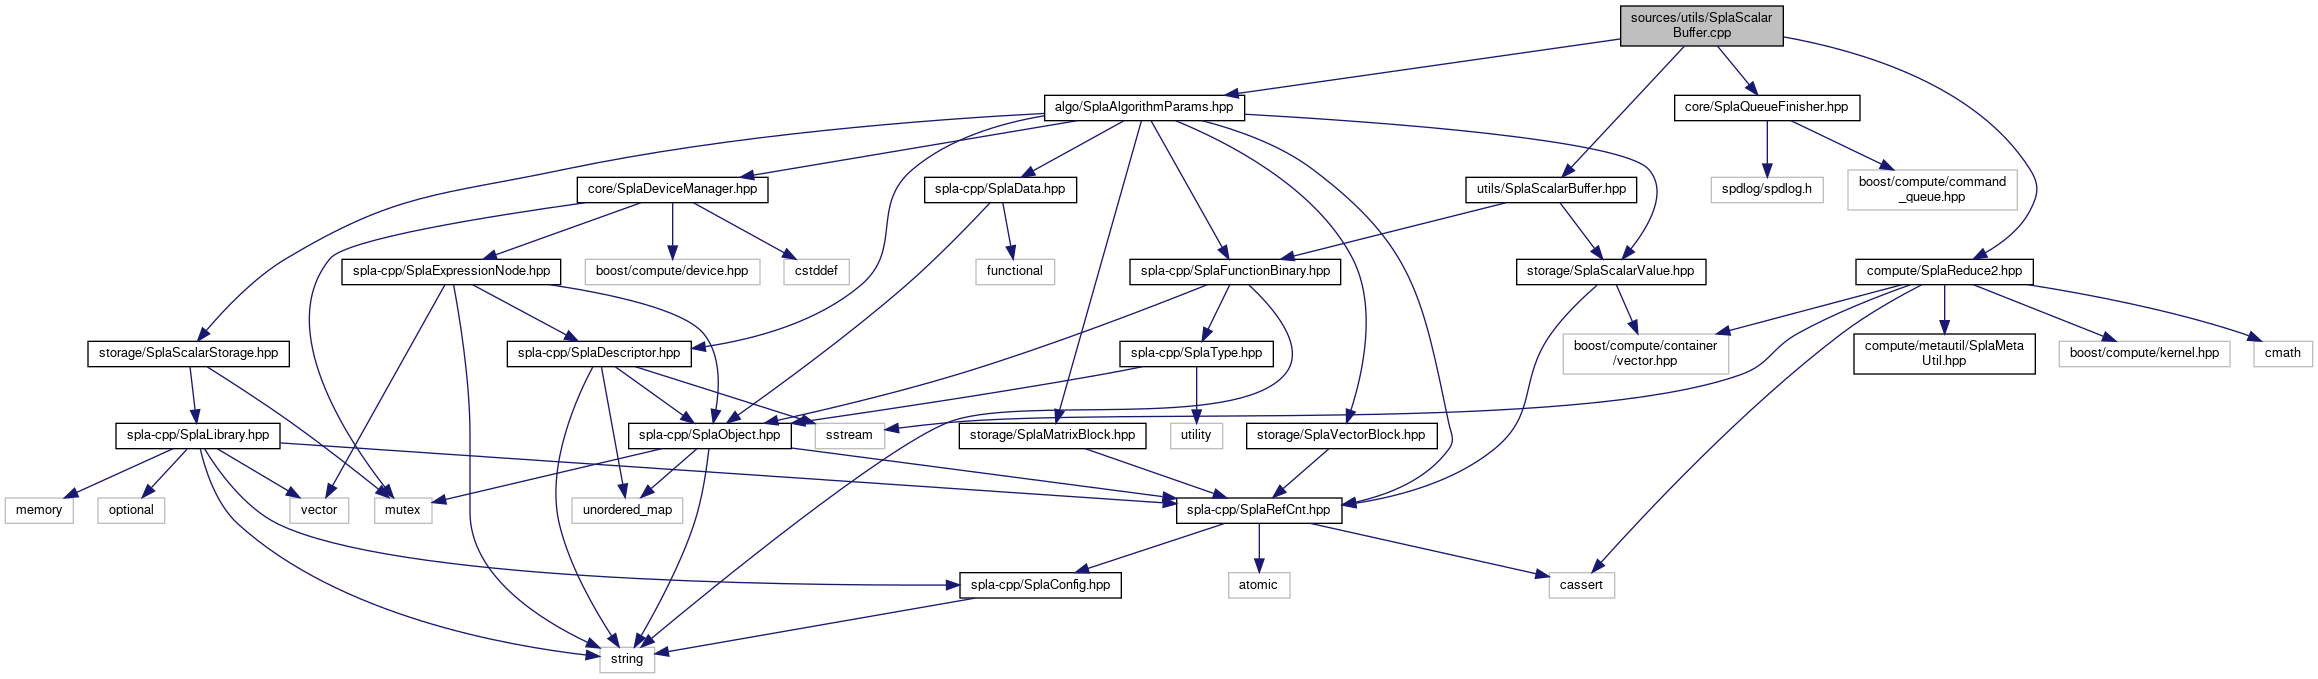 sources/utils/SplaScalar
Buffer.cpp
algo/SplaAlgorithmParams.hpp
core/SplaQueueFinisher.hpp
core/SplaDeviceManager.hpp
spla-cpp/SplaData.hpp
utils/SplaScalarBuffer.hpp
spdlog/spdlog.h
boost/compute/command
_queue.hpp
spla-cpp/SplaExpressionNode.hpp
boost/compute/device.hpp
cstddef
functional
spla-cpp/SplaFunctionBinary.hpp
storage/SplaScalarValue.hpp
compute/SplaReduce2.hpp
storage/SplaScalarStorage.hpp
spla-cpp/SplaDescriptor.hpp
spla-cpp/SplaType.hpp
boost/compute/container
/vector.hpp
compute/metautil/SplaMeta
Util.hpp
boost/compute/kernel.hpp
cmath
spla-cpp/SplaLibrary.hpp
spla-cpp/SplaObject.hpp
sstream
storage/SplaMatrixBlock.hpp
utility
storage/SplaVectorBlock.hpp
memory
optional
vector
mutex
unordered_map
spla-cpp/SplaRefCnt.hpp
spla-cpp/SplaConfig.hpp
atomic
cassert
string